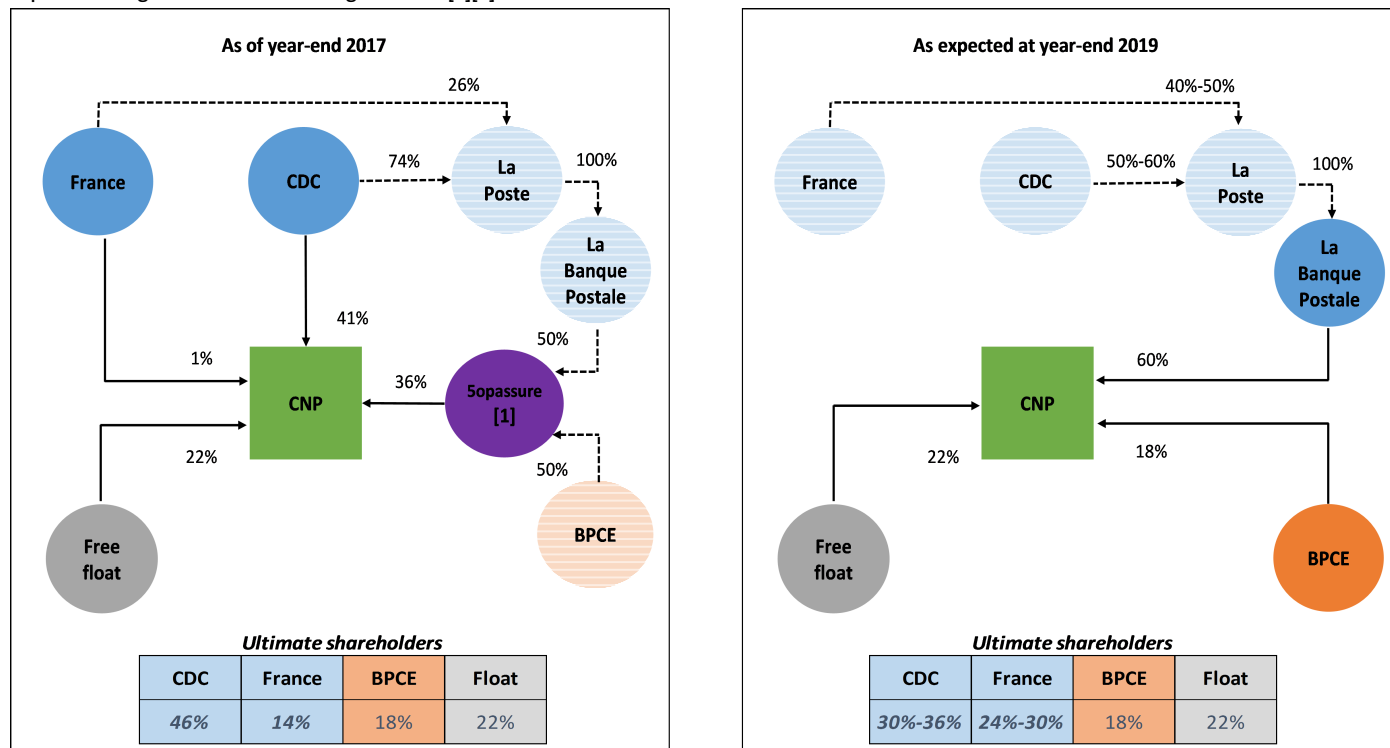 As of year-end 2017
26%
France
CDC
74%
La
Poste
100%
La
Banque
Postale
41%
50%
1%
36%
CNP
5opassure
[1]
22%
50%
Free
float
BPCE
Ultimate shareholders
CDC France BPCE Float
46% 14% 18% 22%
As expected at year-end 2019
40%-50%
France
CDC
50%-60%
La
Poste
100%
La
Banque
Postale
60%
CNP
22%
18%
Free
float
BPCE
Ultimate shareholders
CDC France BPCE Float
30%-36% 24%-30% 18% 22%